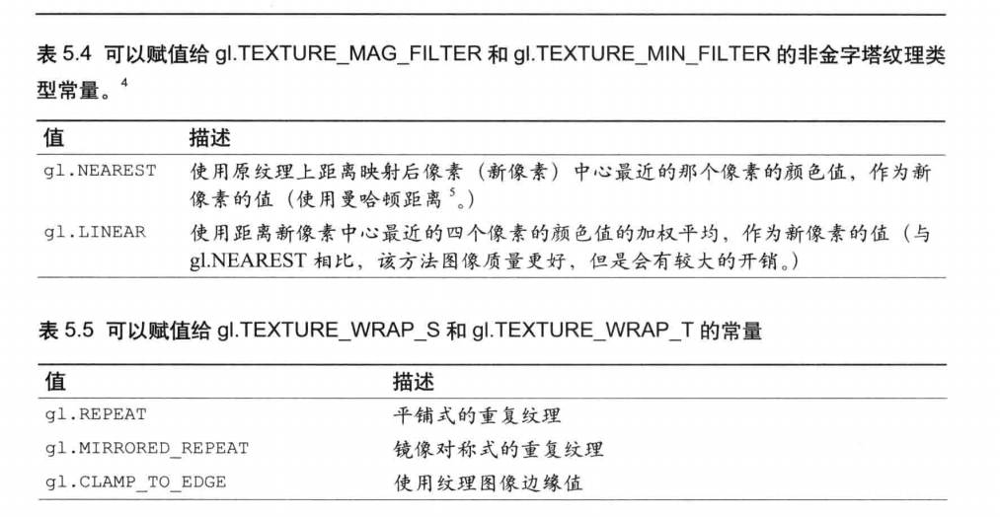 表 5.4 可以赋值给 gl.TEXTURE_MAG_FILTER 和 gl.TEXTURE_MIN_FILTER 的非金字塔纹理类
型常量。4
值 描述
gl.NEAREST 使用原纹理上距离映射后像素（新像素）中心最近的那个像素的颜色值，作为新
像素的值（使用曼哈顿距离5。）
gl.LINEAR 使用距离新像素中心最近的四个像素的颜色值的加权平均，作为新像素的值（与
gl.NEAREST 相比，该方法图像质量更好，但是会有较大的开销。）
表 5.5 可以赋值给 gl.TEXTURE_WRAP_S 和 gl.TEXTURE_WRAP_T 的常量
值 描述
gl.REPEAT 平铺式的重复纹理
gl.MIRRORED_REPEAT 镜像对称式的重复纹理
gl.CLAMP_TO_EDGE 使用纹理图像边缘值